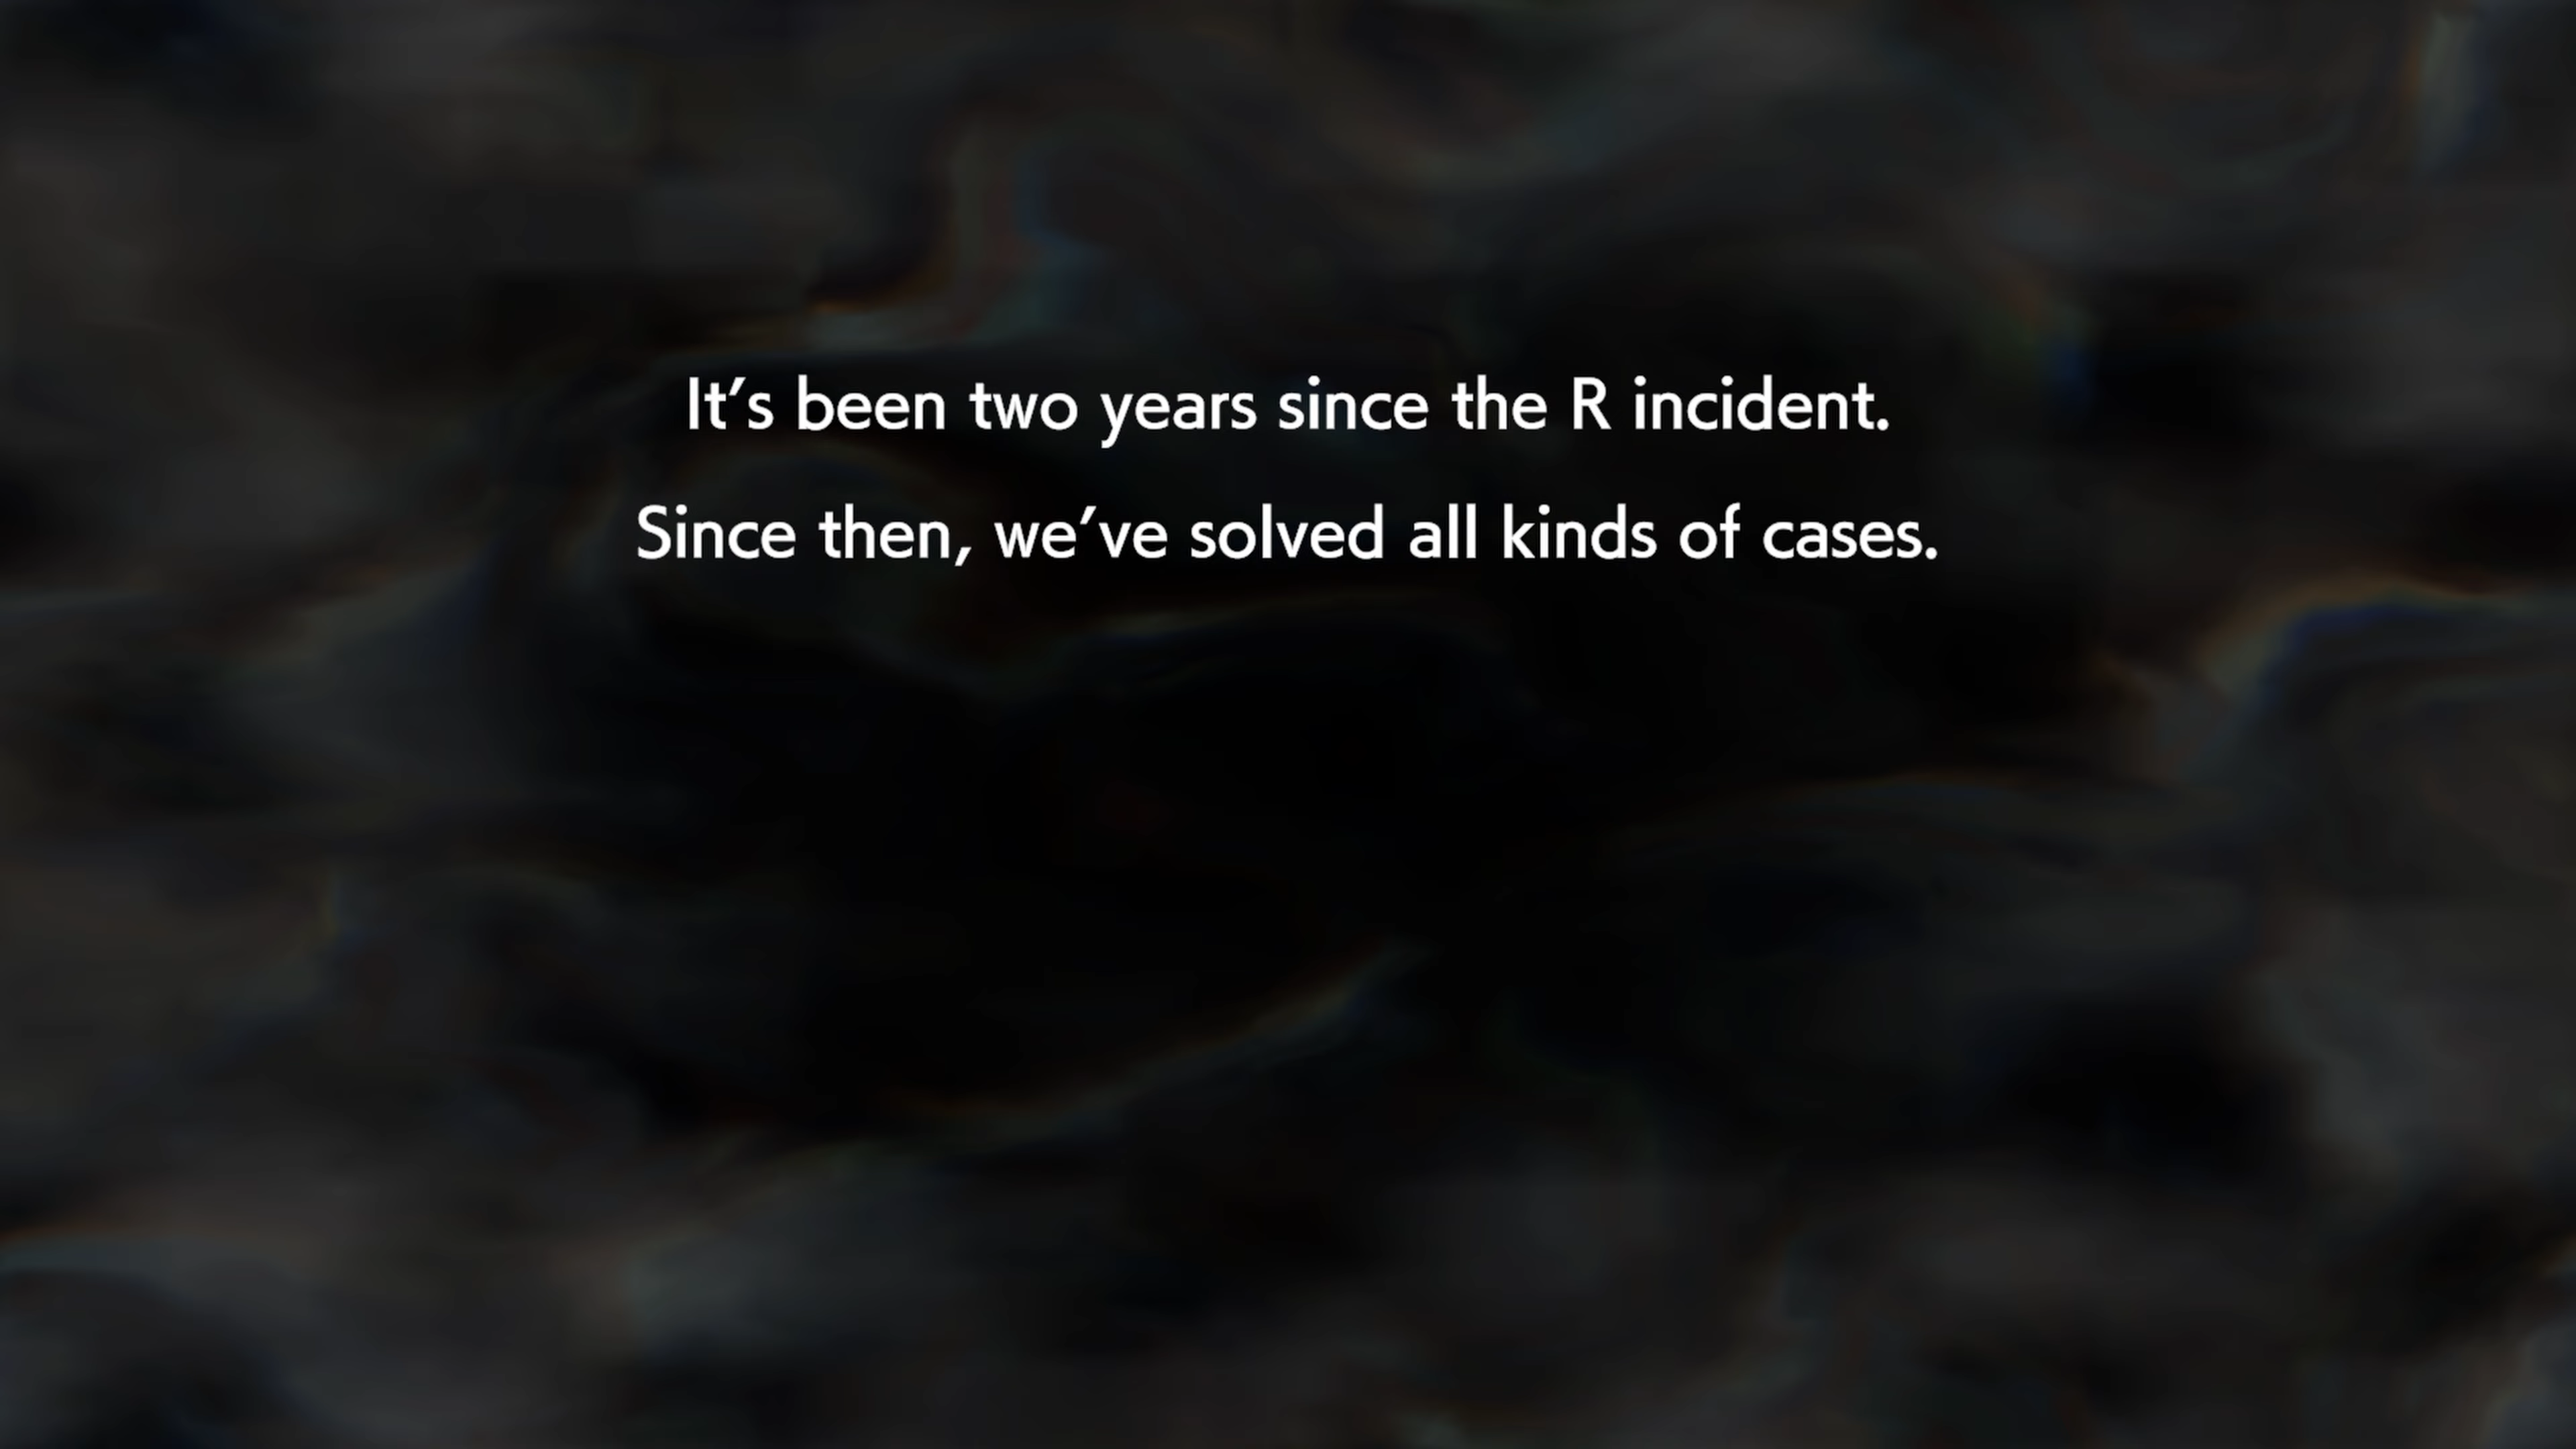 It’s been two years since the R incident.
Since then, we’ve solved all kinds of cases.